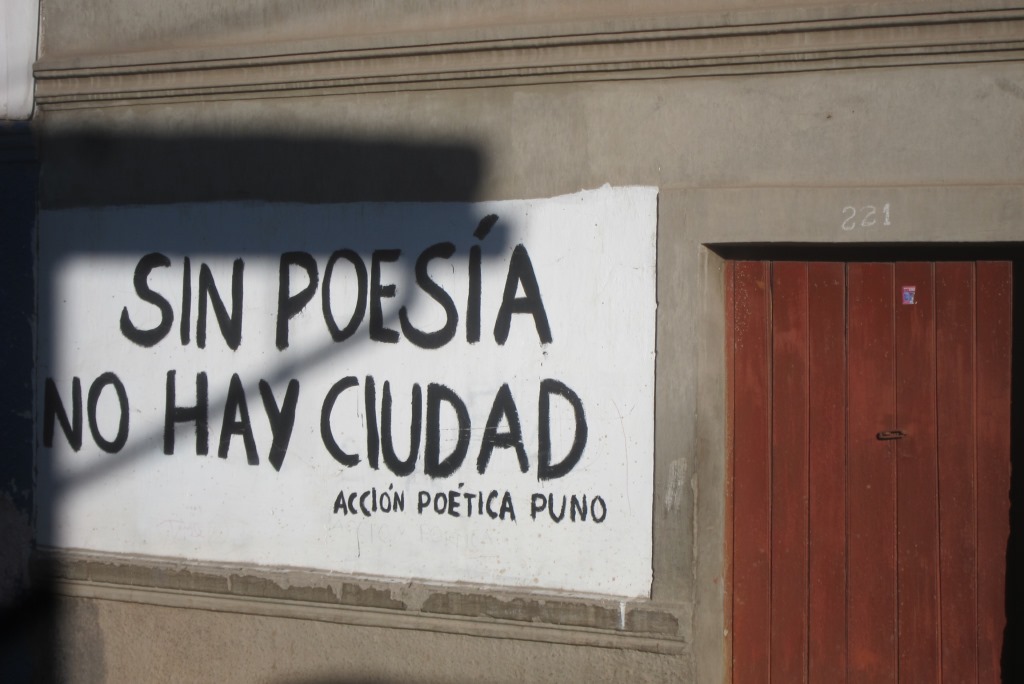 221
SIN POESÍA
NO HAY CIUDAD
ACCIÓN POÉTICA PUNO